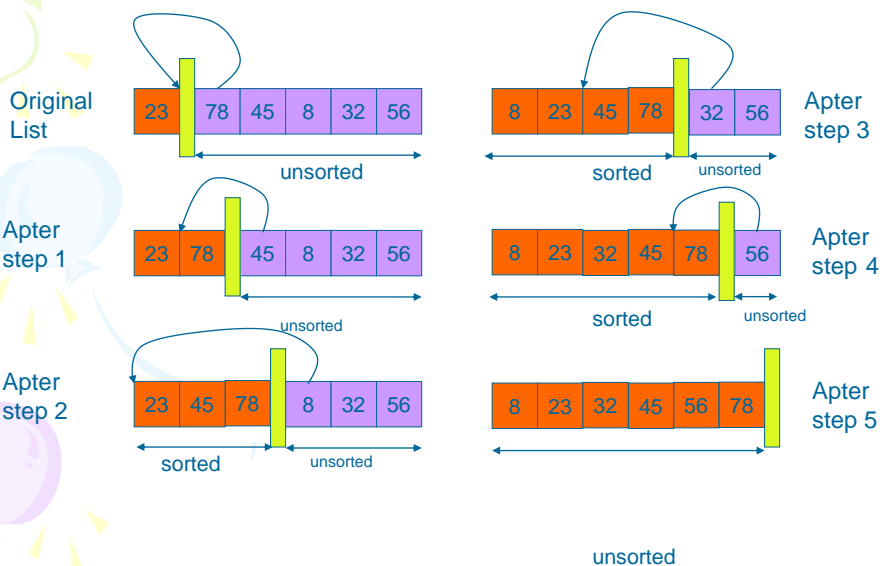 Original
List
23 78 45 8 32 56
unsorted
Apter
step 1
23 78 45 8 32 56
unsorted
Apter
step 2
23 45 78 8 32 56
sorted unsorted
8 23 45 78 32 56
Apter
step 3
sorted unsorted
8 23 32 45 78 56
Apter
step 4
sorted unsorted
8 23 32 45 56 78
Apter
step 5
unsorted